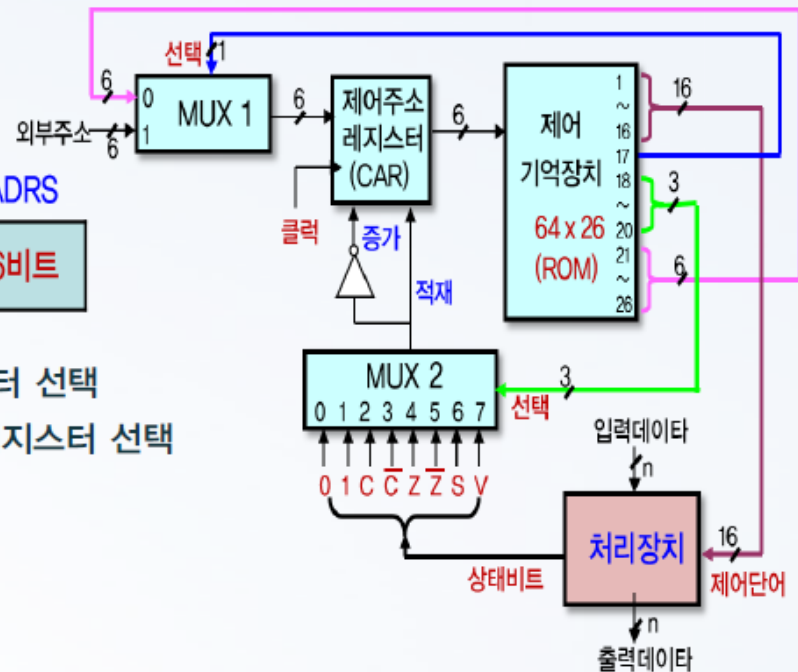 선택 1
6
0
1
MUX 1
외부주소
6
6
제어주소
레지스터
(CAR)
클럭
증가
적재
6
제어
기억장치
64 x 26
(ROM)
1
~
16
17
18
~
20
21
~
26
16
3
6
ADRS
6비트
터 선택
지스터 선택
MUX 2
0 1 2 3 4 5 6 7
선택
3
0 1 C C̅ Z Z̅ S V
상태비트
입력데이타
n
처리장치
16
제어단어
n
출력데이타